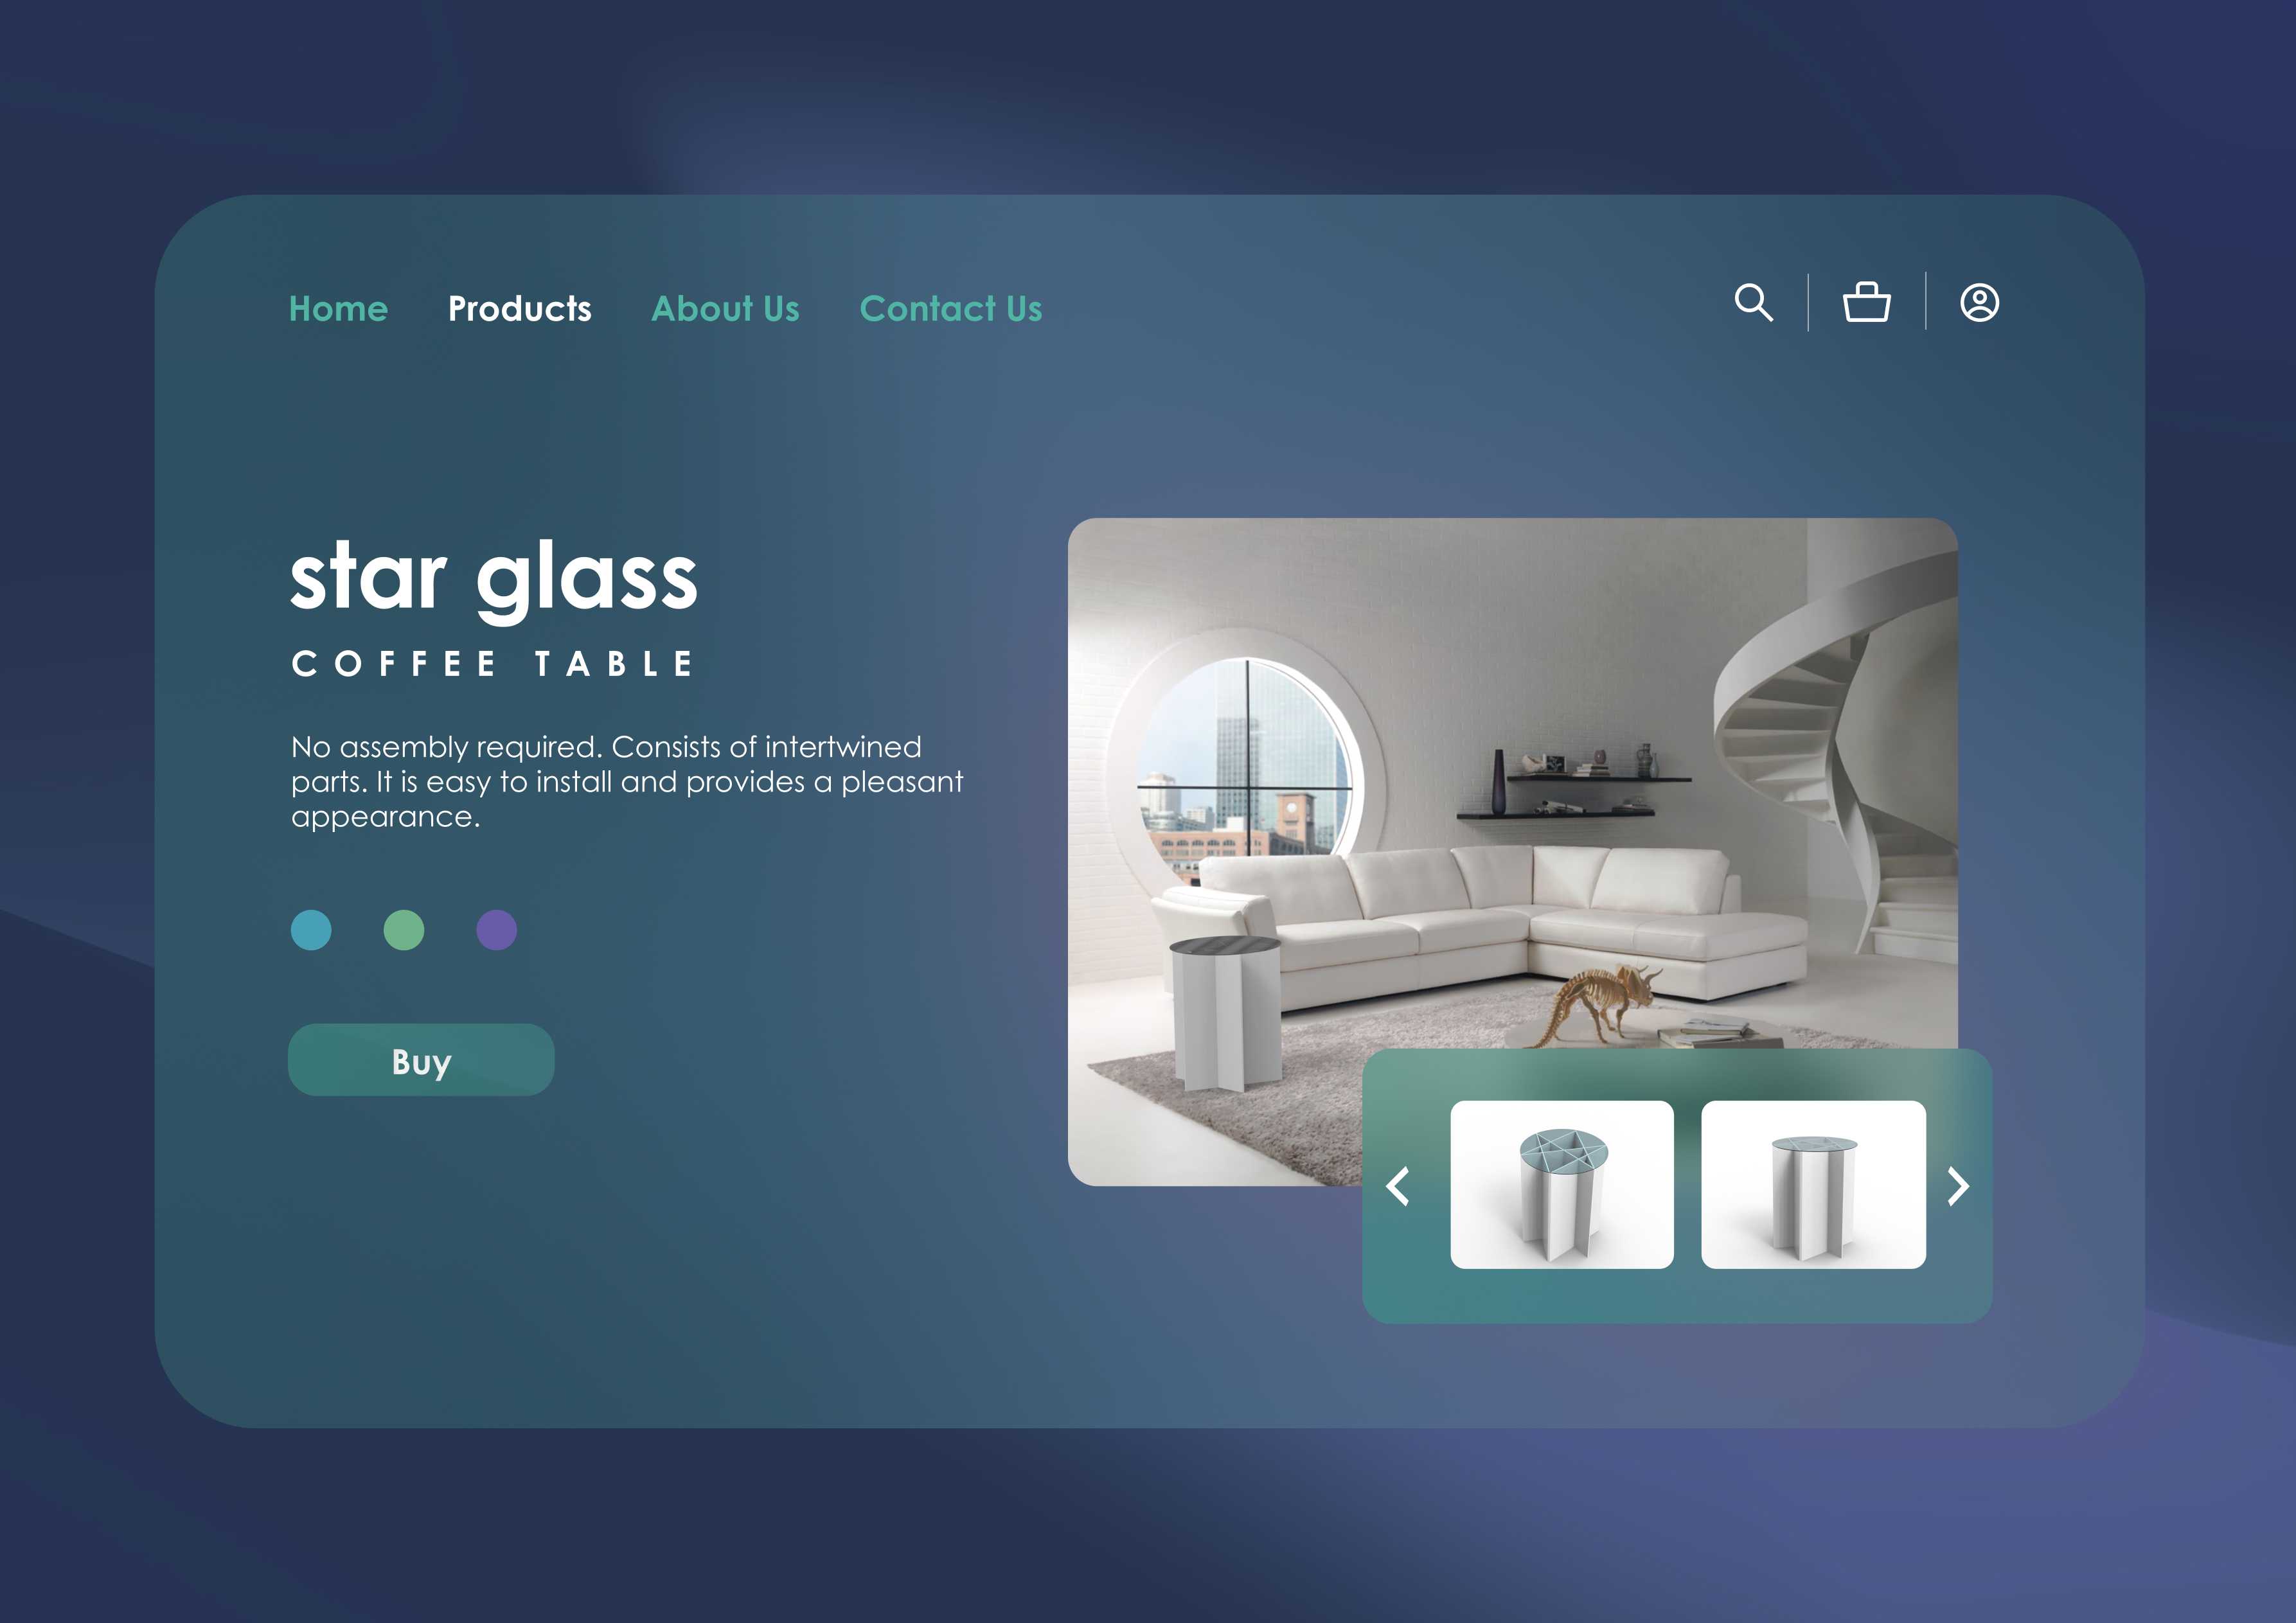 Home Products About Us Contact Us
star glass
COFFEE TABLE
No assembly required. Consists of intertwined
parts. It is easy to install and provides a pleasant
appearance.
Buy